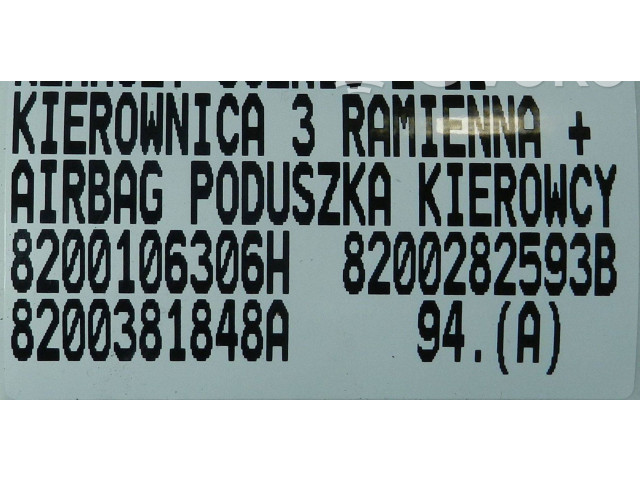 KIEROWNICA 3 RAMIENNA +
AIRBAG PODUSZKA KIEROWCY
8200106306H 8200282593B
8200381848A 94.(A)